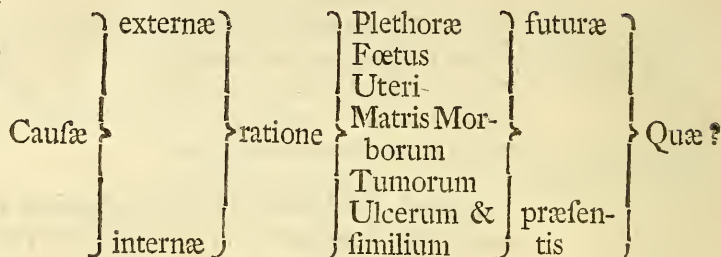 externæ Plethoræ futuræ
Fœtus
Uteri
Cauſæ ratione Matris Mor- Quæ ?
borum
Tumorum
Ulcerum & præſen-
internæ ſimilium tis